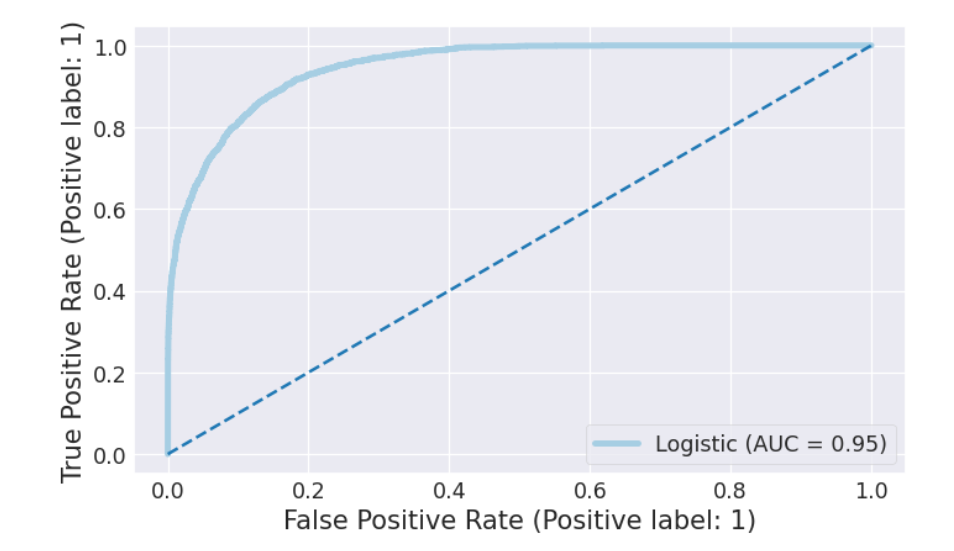 True Positive Rate (Positive label: 1)
1.0
0.8
0.6
0.4
0.2
0.0
Logistic (AUC = 0.95)
0.0 0.2 0.4 0.6 0.8 1.0
False Positive Rate (Positive label: 1)